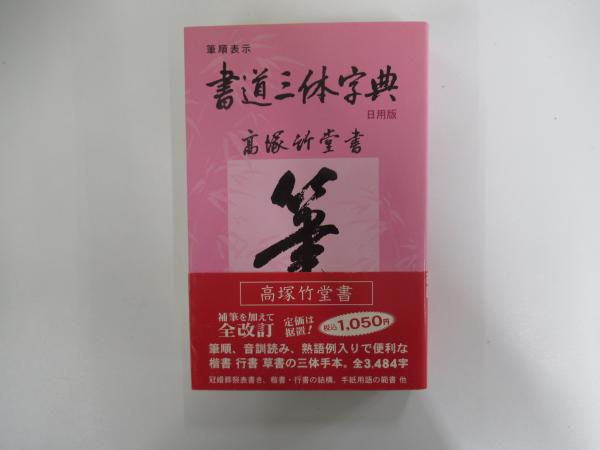 筆順表示
書道三体字典
日用版
高塚竹堂書
筆
高塚竹堂書
補筆を加えて
全改訂
定価は
据置!
税込1,050円
筆順、音訓読み、熟語例入りで便利な
楷書 行書 草書の三体手本。全3,484字
冠婚葬祭表書き、楷書・行書の結構、手紙用語の範書 他